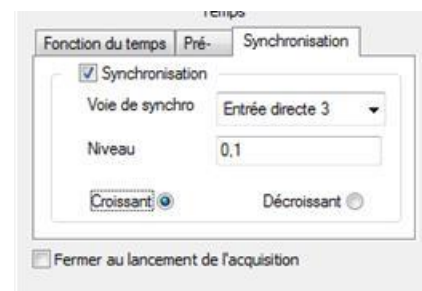 Temps
Fonction du temps Pré- Synchronisation
Synchronisation
Voie de synchro Entrée directe 3
Niveau 0,1
Croissant Décroissant
Fermer au lancement de l'acquisition